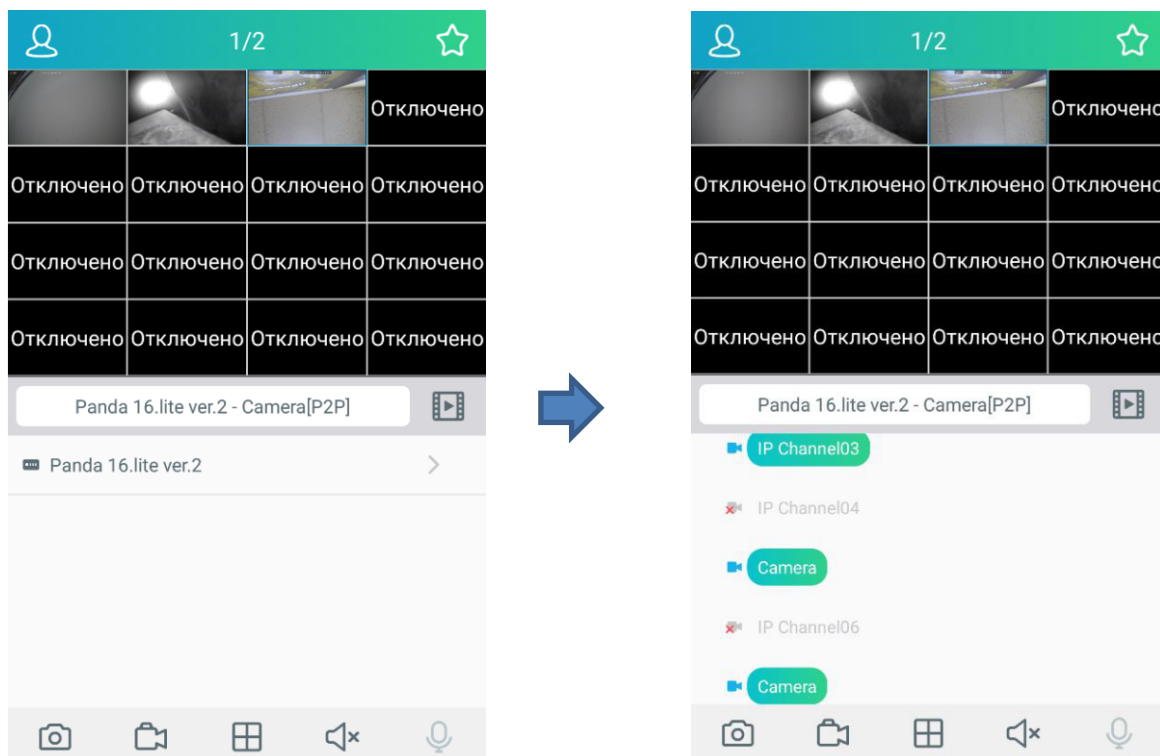 1/2
Отключено
Отключено Отключено Отключено Отключено
Отключено Отключено Отключено Отключено
Отключено Отключено Отключено Отключено
Panda 16.lite ver.2 - Camera[P2P]
Panda 16.lite ver.2
1/2
Отключено
Отключено Отключено Отключено Отключено
Отключено Отключено Отключено Отключено
Отключено Отключено Отключено Отключено
Panda 16.lite ver.2 - Camera[P2P]
IP Channel03
IP Channel04
Camera
IP Channel06
Camera